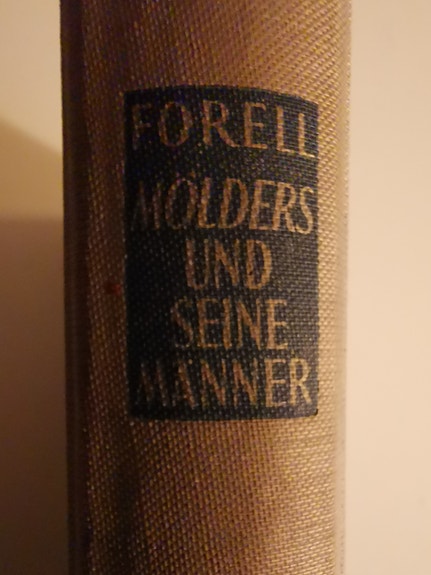 FORELL
MÖLDERS
UND
SEINE
MÄNNER